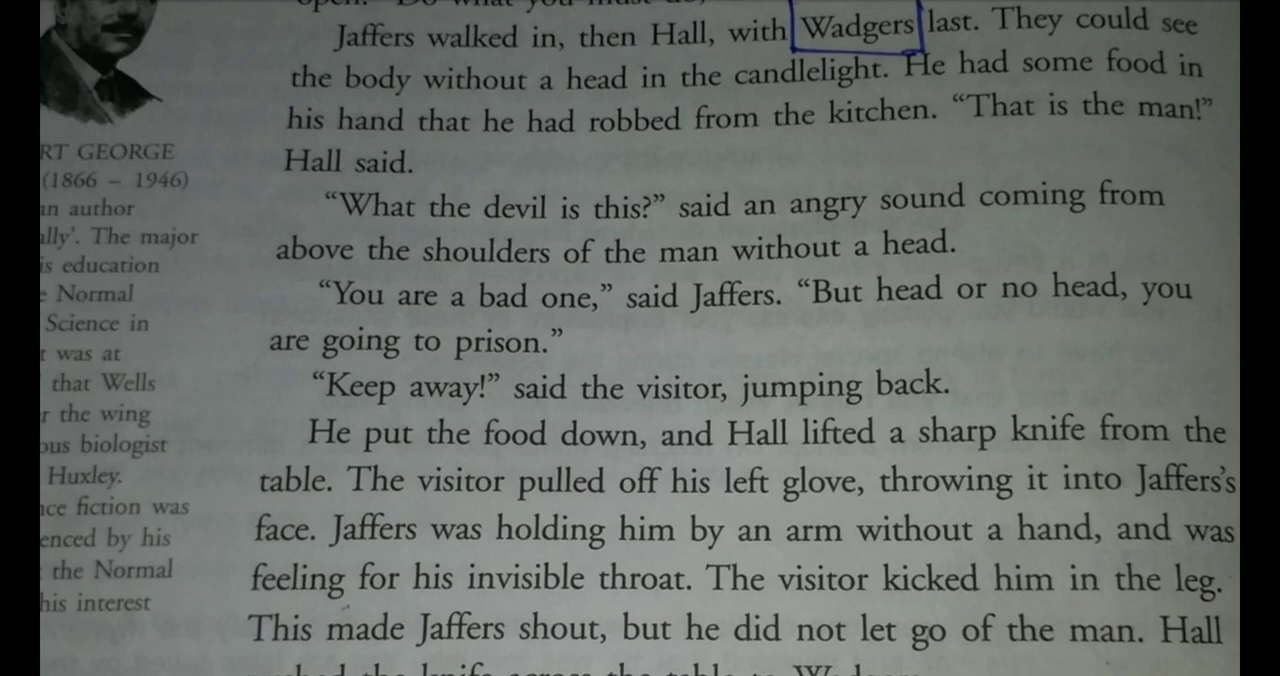 Jaffers walked in, then Hall, with Wadgers last. They could see
the body without a head in the candlelight. He had some food in
his hand that he had robbed from the kitchen. “That is the man!”
Hall said.
“What the devil is this?” said an angry sound coming from
above the shoulders of the man without a head.
“You are a bad one,” said Jaffers. “But head or no head, you
are going to prison.”
“Keep away!” said the visitor, jumping back.
He put the food down, and Hall lifted a sharp knife from the
table. The visitor pulled off his left glove, throwing it into Jaffers’s
face. Jaffers was holding him by an arm without a hand, and was
feeling for his invisible throat. The visitor kicked him in the leg.
This made Jaffers shout, but he did not let go of the man. Hall
the knife across the table to
RT GEORGE
(1866 – 1946)
an author
ally’. The major
is education
Normal
Science in
was at
that Wells
r the wing
ous biologist
Huxley.
nce fiction was
enced by his
the Normal
his interest